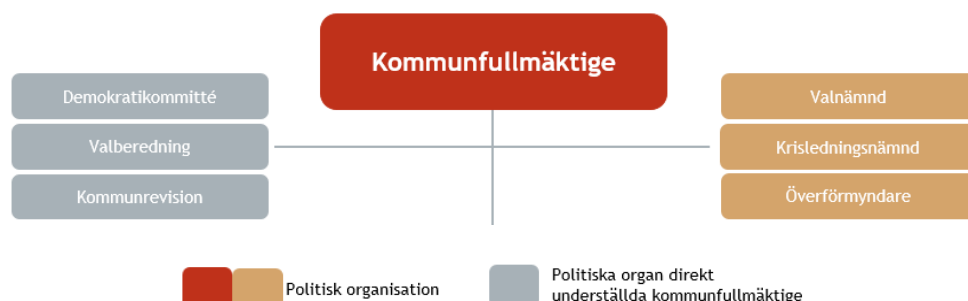 Kommunfullmäktige
Demokratikommitté
Valberedning
Kommunrevision
Valnämnd
Krisledningsnämnd
Överförmyndare
Politisk organisation
Politiska organ direkt
underställda kommunfullmäktige